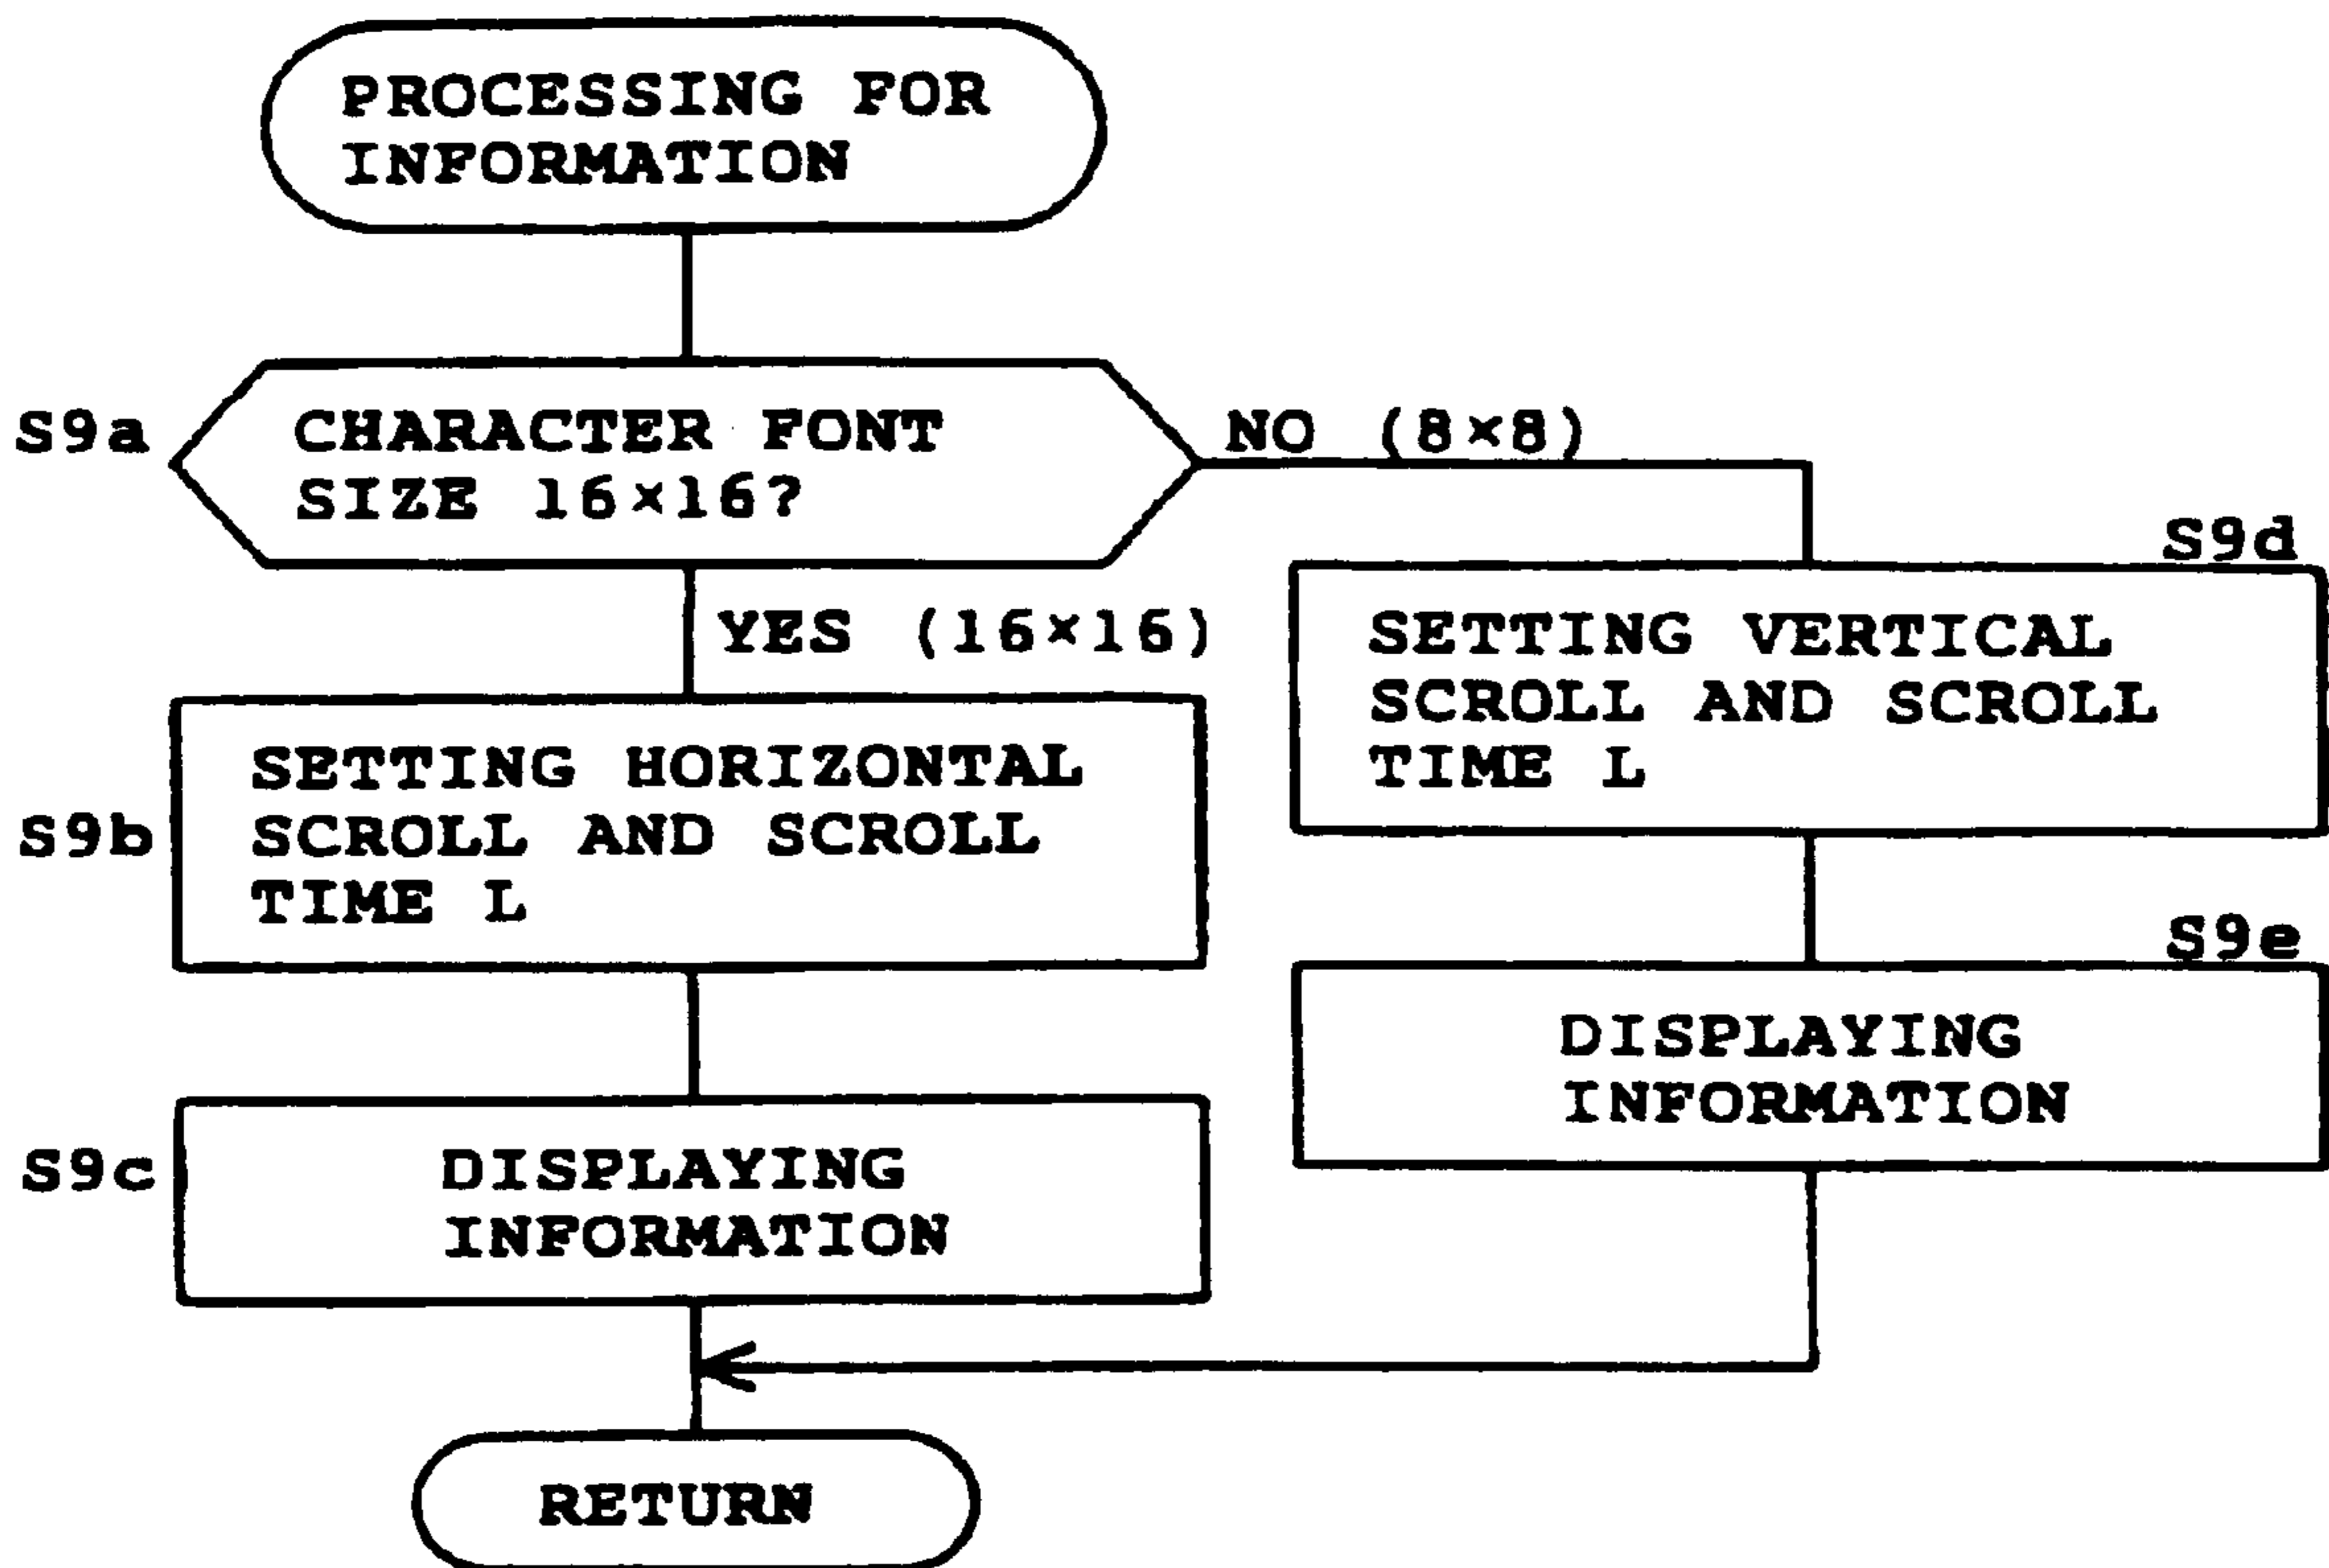 PROCESSING FOR
INFORMATION
S9a
CHARACTER FONT
SIZE 16×16?
NO (8×8)
YES (16×16)
S9b
SETTING HORIZONTAL
SCROLL AND SCROLL
TIME L
S9c
DISPLAYING
INFORMATION
S9d
SETTING VERTICAL
SCROLL AND SCROLL
TIME L
S9e
DISPLAYING
INFORMATION
RETURN